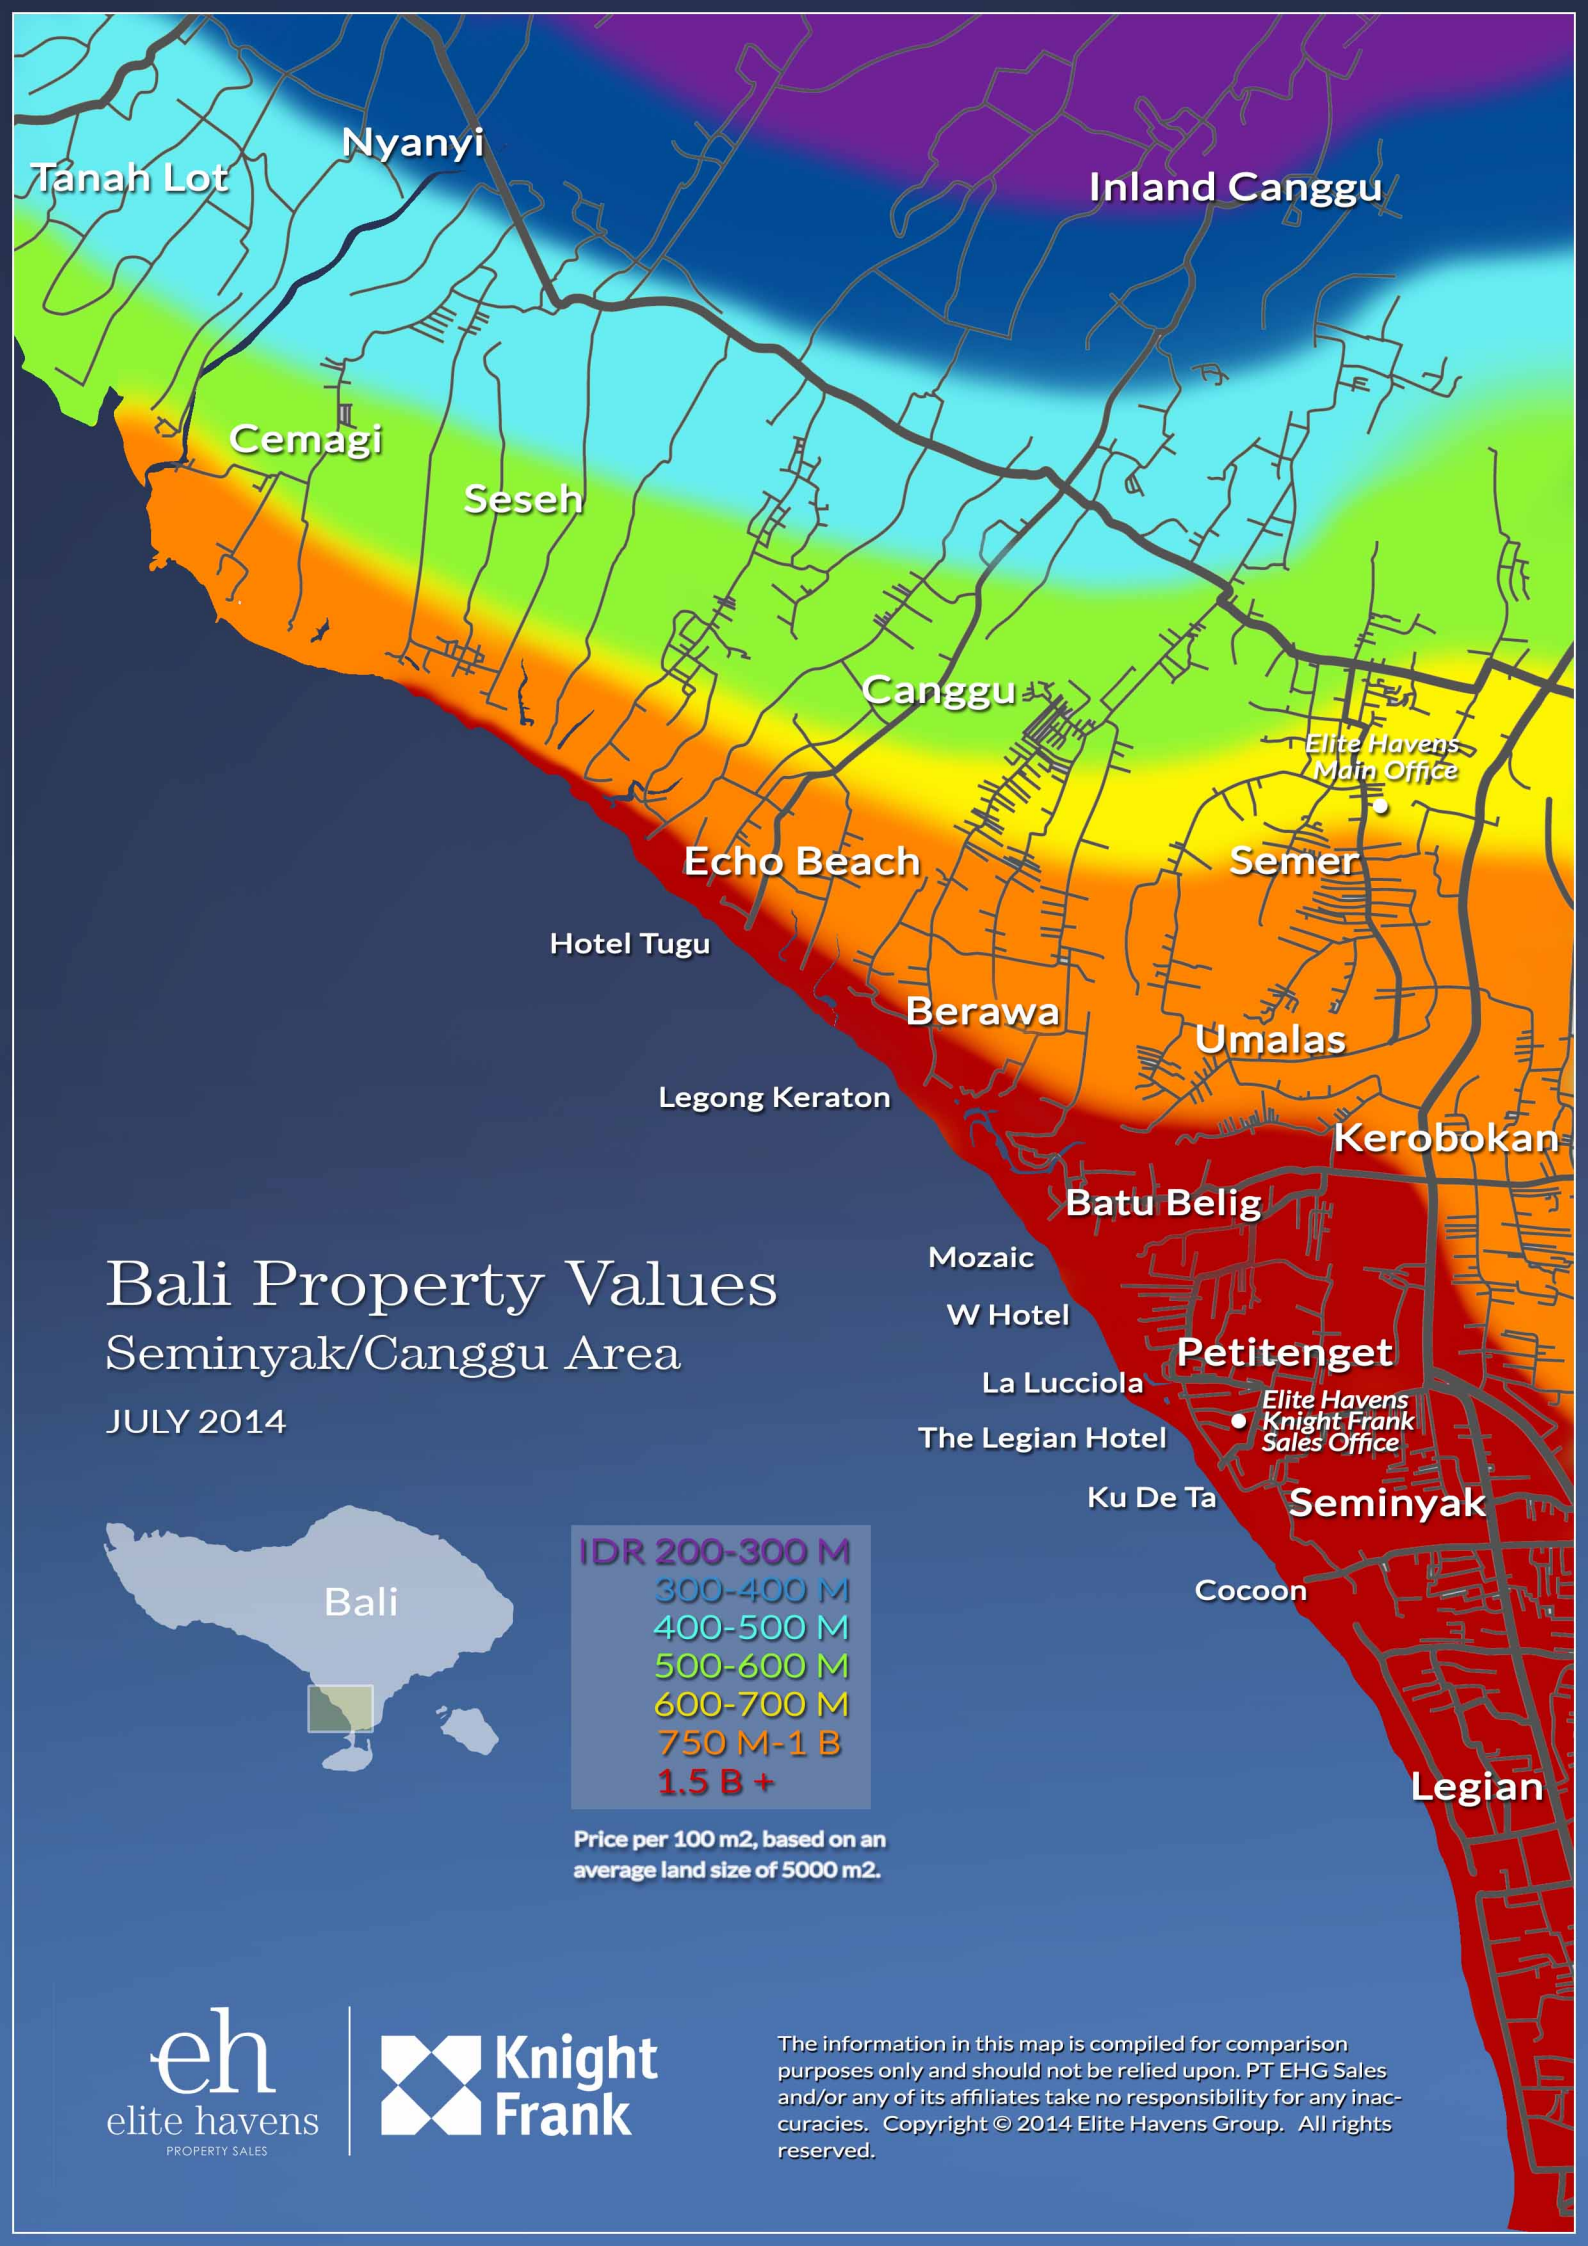 Nyanyi
Tanah Lot
Inland Canggu
Cemagi
Seseh
Canggu
Elite Havens
Main Office
Echo Beach
Semer
Hotel Tugu
Berawa
Umalas
Legong Keraton
Kerobokan
Batu Belig
Mozaic
W Hotel
Petitenget
La Lucciola
Elite Havens
Knight Frank
Sales Office
The Legian Hotel
Ku De Ta
Seminyak
Cocoon
Legian
Bali Property Values
Seminyak/Canggu Area
JULY 2014
Bali
IDR 200-300 M
300-400 M
400-500 M
500-600 M
600-700 M
750 M-1 B
1.5 B +
Price per 100 m2, based on an
average land size of 5000 m2.
eh
elite havens
PROPERTY SALES
Knight
Frank
The information in this map is compiled for comparison
purposes only and should not be relied upon. PT EHG Sales
and/or any of its affiliates take no responsibility for any inac-
curacies. Copyright © 2014 Elite Havens Group. All rights
reserved.